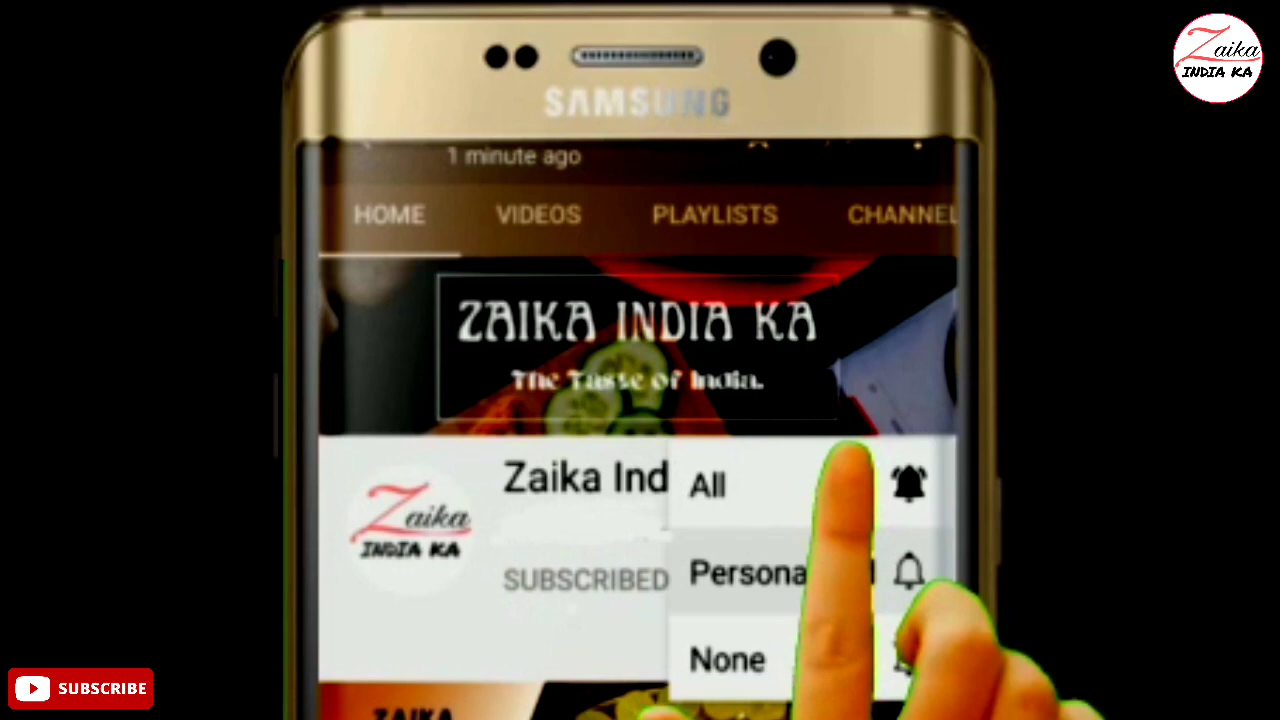 Zaika
INDIA KA
SAMSUNG
1 minute ago
HOME VIDEOS PLAYLISTS CHANNEL
ZAIKA INDIA KA
The Taste of India.
Zaika Ind
All
Zaika
INDIA KA
SUBSCRIBED
Persona
None
SUBSCRIBE
ZAIKA